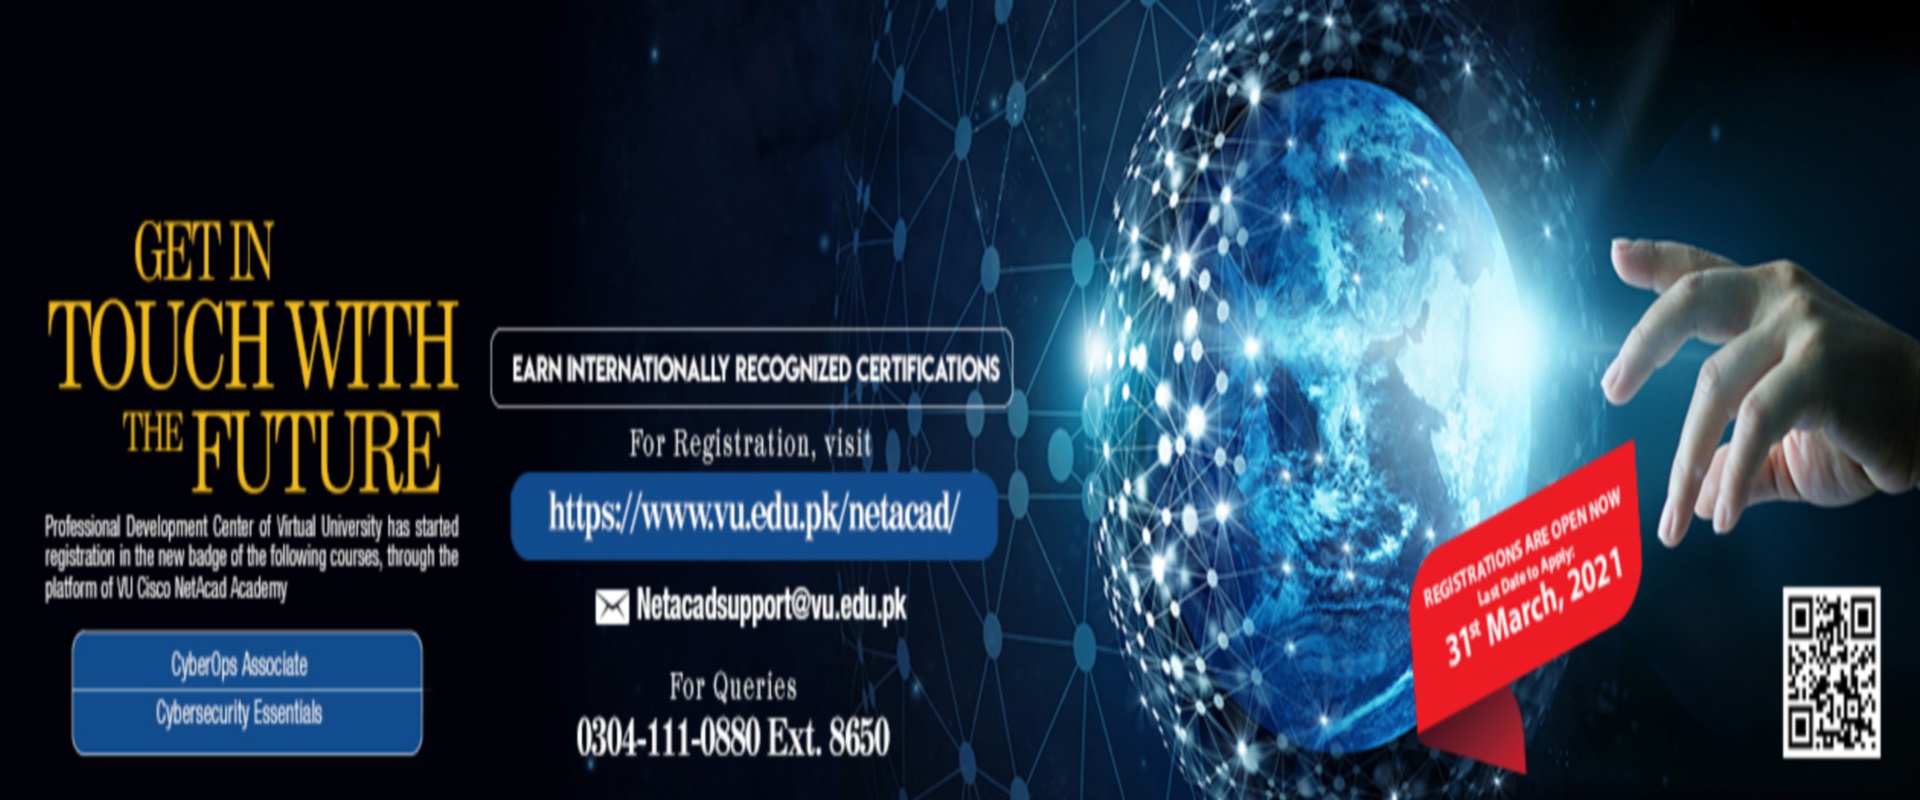 GET IN
TOUCH WITH
THE FUTURE
Professional Development Center of Virtual University has started
registration in the new badge of the following courses, through the
platform of VU Cisco NetAcad Academy
CyberOps Associate
Cybersecurity Essentials
EARN INTERNATIONALLY RECOGNIZED CERTIFICATIONS
For Registration, visit
https://www.vu.edu.pk/netacad/
Netacadsupport@vu.edu.pk
For Queries
0304-111-0880 Ext. 8650
REGISTRATIONS ARE OPEN NOW
Last Date to Apply:
31st March, 2021